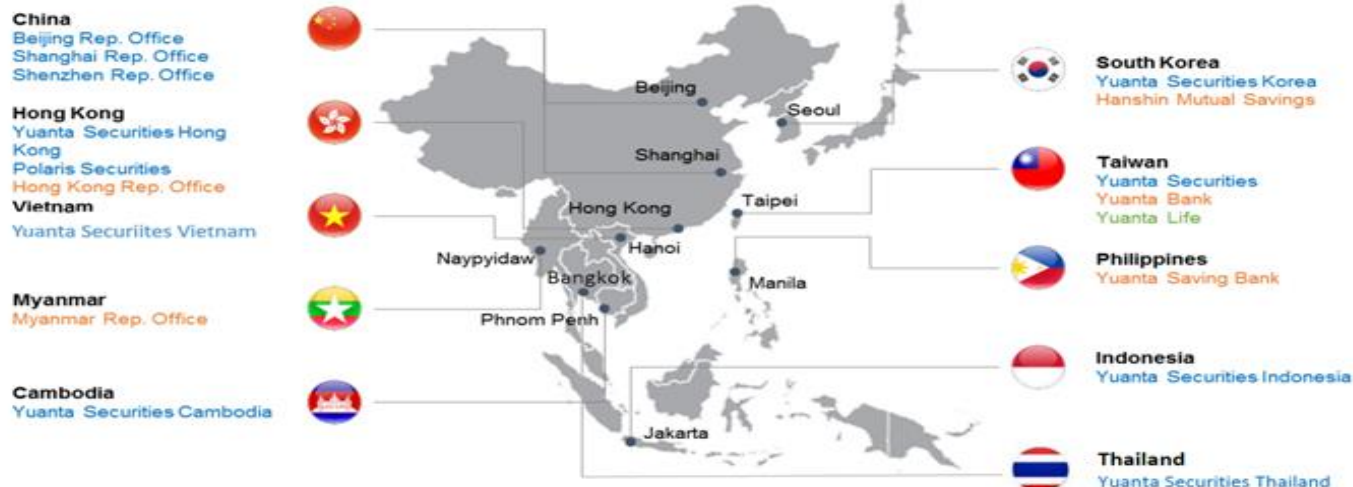 China
Beijing Rep. Office
Shanghai Rep. Office
Shenzhen Rep. Office
Hong Kong
Yuanta Securities Hong
Kong
Polaris Securities
Hong Kong Rep. Office
Vietnam
Yuanta Securiites Vietnam
Myanmar
Myanmar Rep. Office
Cambodia
Yuanta Securities Cambodia
Beijing
Seoul
Shanghai
Taipei
Hong Kong
Hanoi
Naypyidaw
Bangkok
Manila
Phnom Penh
Jakarta
South Korea
Yuanta Securities Korea
Hanshin Mutual Savings
Taiwan
Yuanta Securities
Yuanta Bank
Yuanta Life
Philippines
Yuanta Saving Bank
Indonesia
Yuanta Securities Indonesia
Thailand
Yuanta Securities Thailand